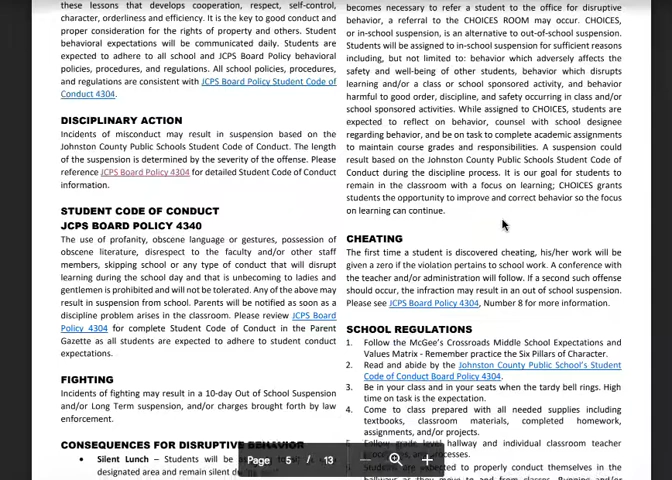 these lessons that develops cooperation, respect, self-control,
character, orderliness and efficiency. It is the key to good conduct and
proper consideration for the rights of property and others. Student
behavioral expectations will be communicated daily. Students are
expected to adhere to all school and JCPS Board Policy behavioral
policies, procedures, and regulations. All school policies, procedures,
and regulations are consistent with JCPS Board Policy Student Code of
Conduct 4304.
DISCIPLINARY ACTION
Incidents of misconduct may result in suspension based on the
Johnston County Public Schools Student Code of Conduct. The length
of the suspension is determined by the severity of the offense. Please
reference JCPS Board Policy 4304 for detailed Student Code of Conduct
information.
STUDENT CODE OF CONDUCT
JCPS BOARD POLICY 4340
The use of profanity, obscene language or gestures, possession of
obscene literature, disrespect to the faculty and/or other staff
members, skipping school or any type of conduct that will disrupt
learning during the school day and that is unbecoming to ladies and
gentlemen is prohibited and will not be tolerated. Any of the above may
result in suspension from school. Parents will be notified as soon as a
discipline problem arises in the classroom. Please review JCPS Board
Policy 4304 for complete Student Code of Conduct in the Parent
Gazette as all students are expected to adhere to student conduct
expectations.
FIGHTING
Incidents of fighting may result in a 10-day Out of School Suspension
and/or Long Term suspension, and/or charges brought forth by law
enforcement.
CONSEQUENCES FOR DISRUPTIVE BEHAVIOR
• Silent Lunch – Students will be
designated area and remain silent
becomes necessary to refer a student to the office for disruptive
behavior, a referral to the CHOICES ROOM may occur. CHOICES,
or in-school suspension, is an alternative to out-of-school suspension.
Students will be assigned to in-school suspension for sufficient reasons
including, but not limited to: behavior which adversely affects the
safety and well-being of other students, behavior which disrupts
learning and/or a class or school sponsored activity, and behavior
harmful to good order, discipline, and safety occurring in class and/or
school sponsored activities. While assigned to CHOICES, students are
expected to reflect on behavior, counsel with school designee
regarding behavior, and be on task to complete academic assignments
to maintain course grades and responsibilities. A suspension could
result based on the Johnston County Public Schools Student Code of
Conduct during the discipline process. It is our goal for students to
remain in the classroom with a focus on learning; CHOICES grants
students the opportunity to improve and correct behavior so the focus
on learning can continue.
CHEATING
The first time a student is discovered cheating, his/her work will be
given a zero if the violation pertains to school work. A conference with
the teacher and/or administration will follow. If a second such offense
should occur, the infraction may result in an out of school suspension.
Please see JCPS Board Policy 4304, Number 8 for more information.
SCHOOL REGULATIONS
1. Follow the McGee's Crossroads Middle School Expectations and
Values Matrix - Remember practice the Six Pillars of Character.
2. Read and abide by the Johnston County Public School's Student
Code of Conduct Board Policy 4304.
3. Be in your class and in your seats when the tardy bell rings. High
time on task is the expectation.
4. Come to class prepared with all needed supplies including
textbooks, classroom materials, completed homework,
assignments, and/or projects.
5. Follow grade level hallway and individual classroom teacher
processes.
Students are expected to properly conduct themselves in the
Page 5 / 13